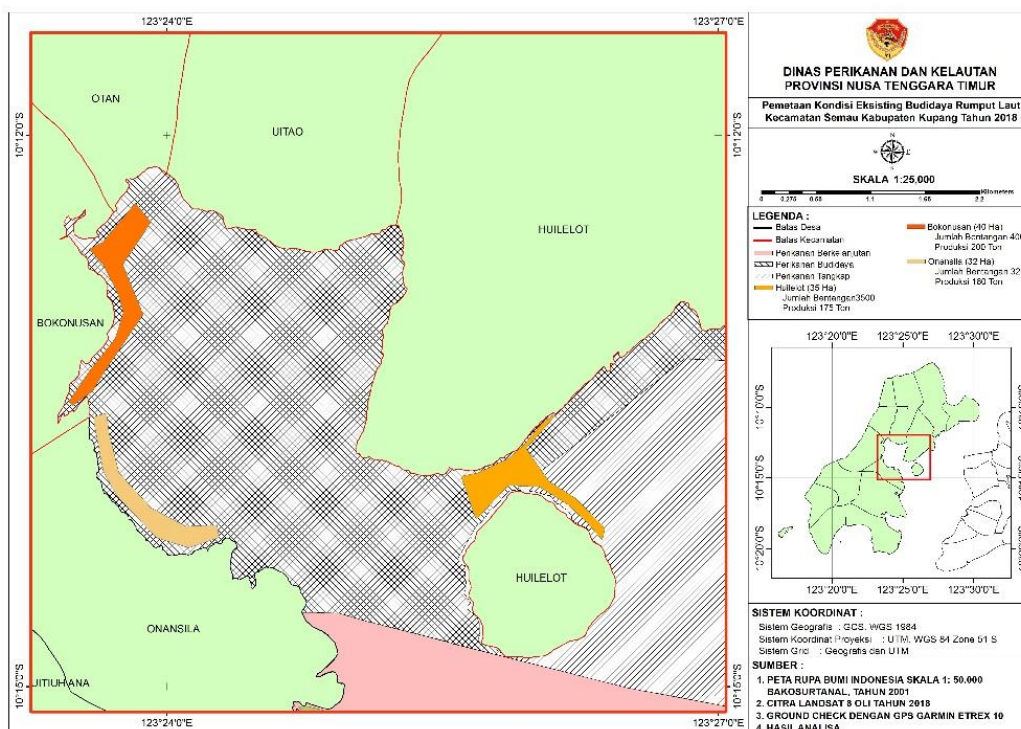 123°24'0"E
123°27'0"E
10°12'0"S
10°12'0"S
10°15'0"S
10°15'0"S
123°24'0"E
123°27'0"E
OTAN
UITAO
HUILELOT
BOKONUSAN
HUILELOT
ONANSILA
UITIUHANA
DINAS PERIKANAN DAN KELAUTAN
PROVINSI NUSA TENGGARA TIMUR
Pemetaan Kondisi Eksisting Budidaya Rumput Laut
Kecamatan Semau Kabupaten Kupang Tahun 2018
N
SKALA 1:25,000
Kilometers
0 0.275 0.55 1.1 1.65 2.2
LEGENDA :
Batas Desa
Batas Kecamatan
Perikanan Berkelanjutan
Perikanan Budidaya
Perikanan Tangkap
Huilelot (35 Ha)
Jumlah Bentangan3500
Produksi 175 Ton
Bokonusan (40 Ha)
Jumlah Bentangan 400
Produksi 200 Ton
Onansila (32 Ha)
Jumlah Bentangan 32
Produksi 160 Ton
123°20'0"E 123°25'0"E 123°30'0"E
10°15'0"S
10°20'0"S
123°20'0"E 123°25'0"E 123°30'0"E
SISTEM KOORDINAT :
Sistem Geografis : GCS. WGS 1984
Sistem Koordinat Proyeksi : UTM. WGS 84 Zone 51 S
Sistem Grid : Geografis dan UTM
SUMBER :
1. PETA RUPA BUMI INDONESIA SKALA 1: 50.000
BAKOSURTANAL, TAHUN 2001
2. CITRA LANDSAT 8 OLI TAHUN 2018
3. GROUND CHECK DENGAN GPS GARMIN ETREX 10
4. HASIL ANALISA